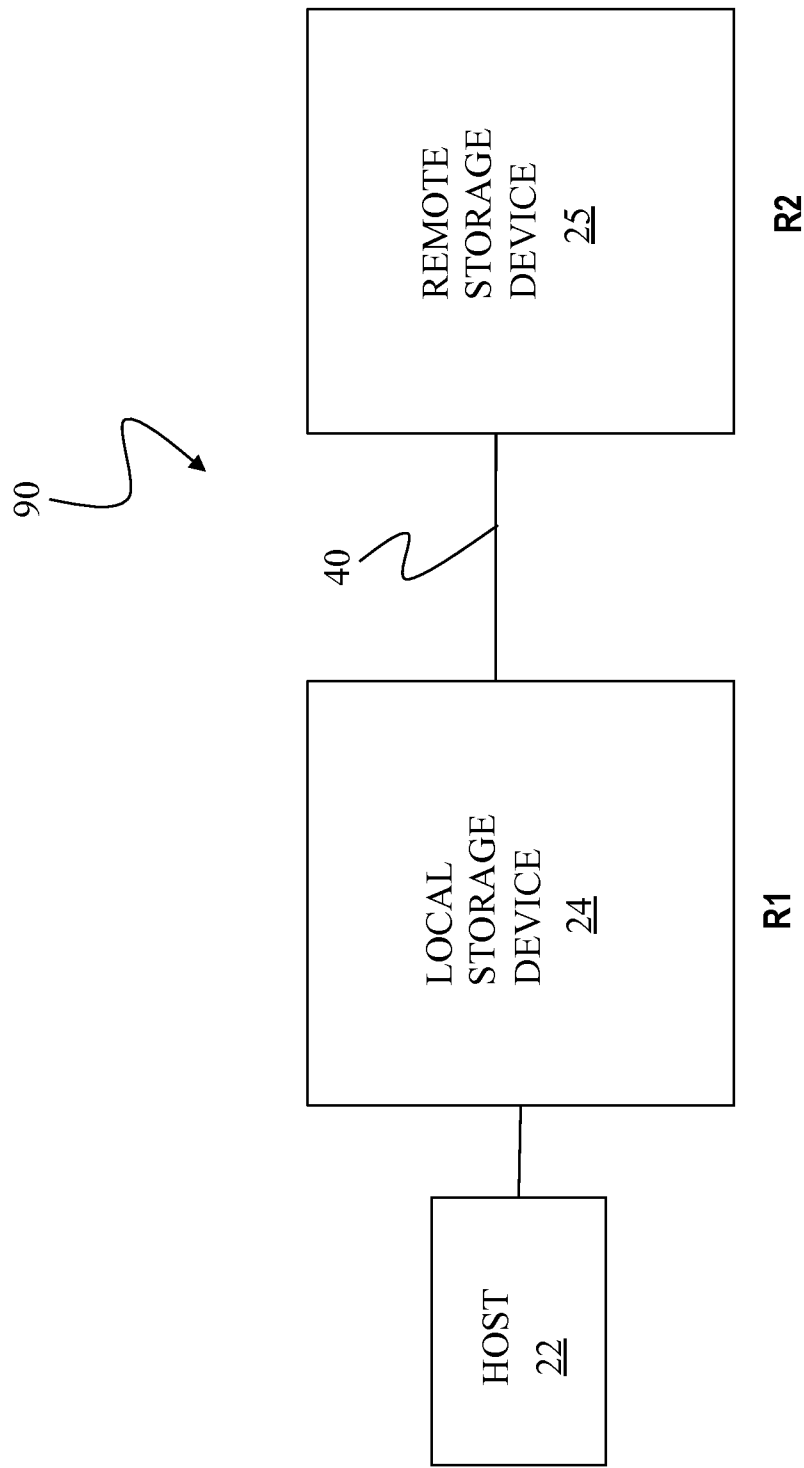 90
40
HOST
22
LOCAL
STORAGE
DEVICE
24
R1
REMOTE
STORAGE
DEVICE
25
R2